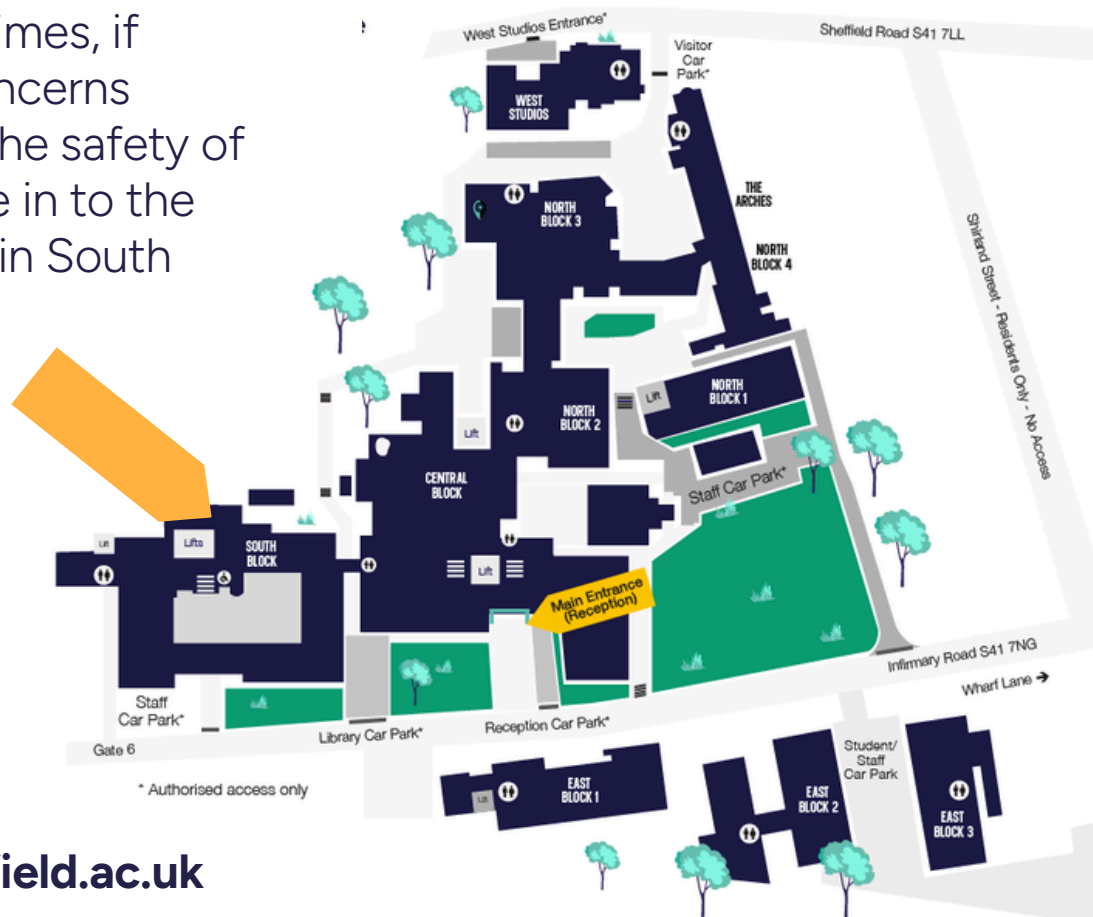 imes, if
ncerns
he safety of
e in to the
in South
West Studios Entrance*
Sheffield Road S41 7LL
Visitor
Car
Park*
WEST
STUDIOS
THE
ARCHES
NORTH
BLOCK 3
NORTH
BLOCK 4
Shirland Street - Residents Only - No Access
Lift
NORTH
BLOCK 1
NORTH
BLOCK 2
Lift
CENTRAL
BLOCK
Staff Car Park*
Lift
Lifts
SOUTH
BLOCK
Lift
Main Entrance
(Reception)
Infirmary Road S41 7NG
Wharf Lane →
Staff
Car Park*
Library Car Park*
Reception Car Park*
Gate 6
Student/
Staff
Car Park
* Authorised access only
EAST
BLOCK 1
Lift
EAST
BLOCK 2
EAST
BLOCK 3
ield.ac.uk